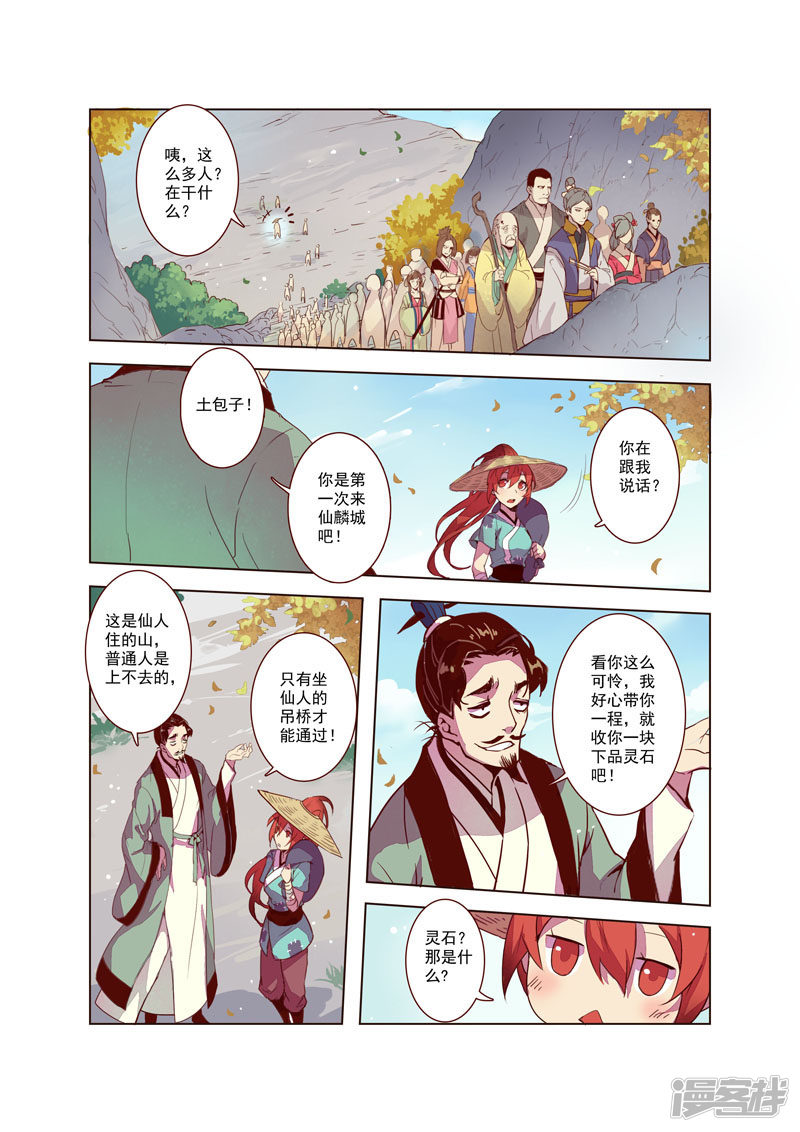 咦，这
么多人？
在干什
么？
土包子！
你是第
一次来
仙麟城
吧！
你在
跟我
说话？
这是仙人
住的山，
普通人是
上不去的，
只有坐
仙人的
吊桥才
能通过！
看你这么
可怜，我
好心带你
一程，就
收你一块
下品灵石
吧！
灵石？
那是什
么？
漫客栈